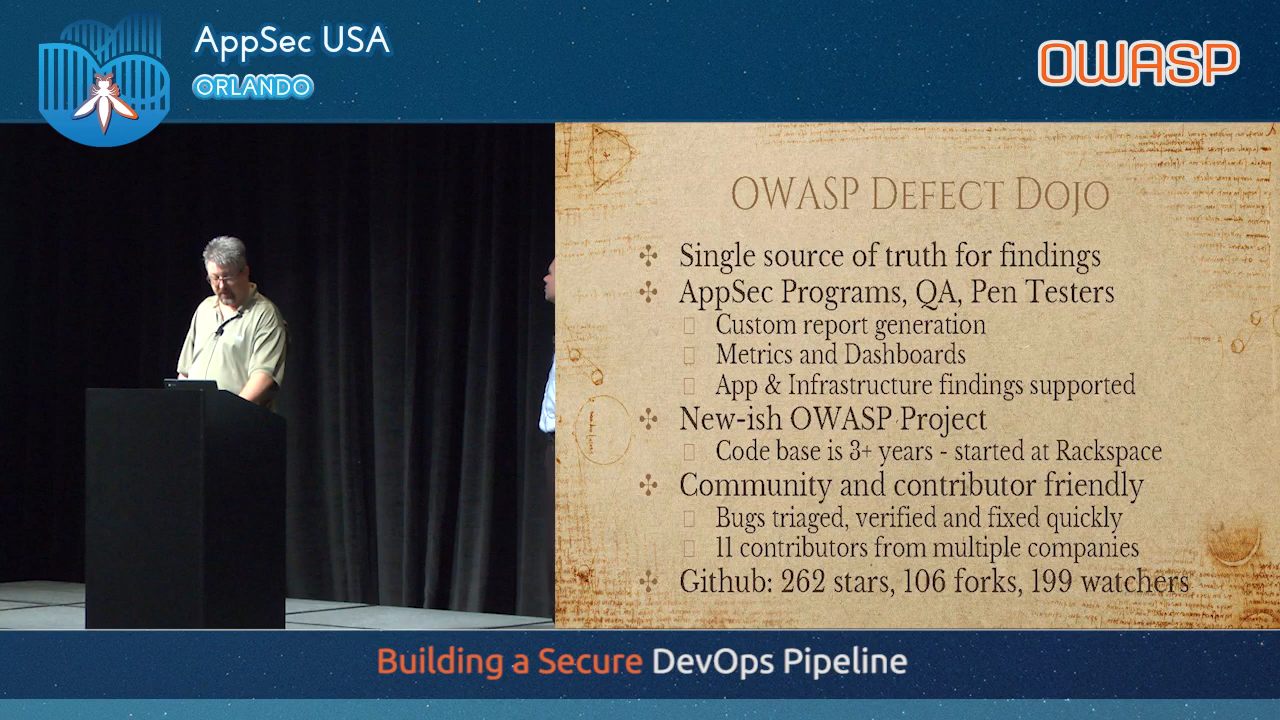 AppSec USA
ORLANDO
OWASP
OWASP DEFECT DOJO
Single source of truth for findings
AppSec Programs, QA, Pen Testers
Custom report generation
Metrics and Dashboards
App & Infrastructure findings supported
New-ish OWASP Project
Code base is 3+ years - started at Rackspace
Community and contributor friendly
Bugs triaged, verified and fixed quickly
11 contributors from multiple companies
Github: 262 stars, 106 forks, 199 watchers
Building a Secure DevOps Pipeline